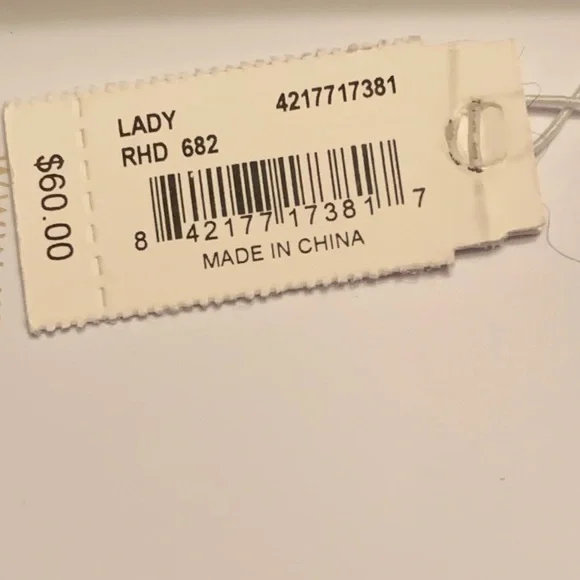 LADY 4217717381
RHD 682
8 42177 17381 7
MADE IN CHINA
$60.00